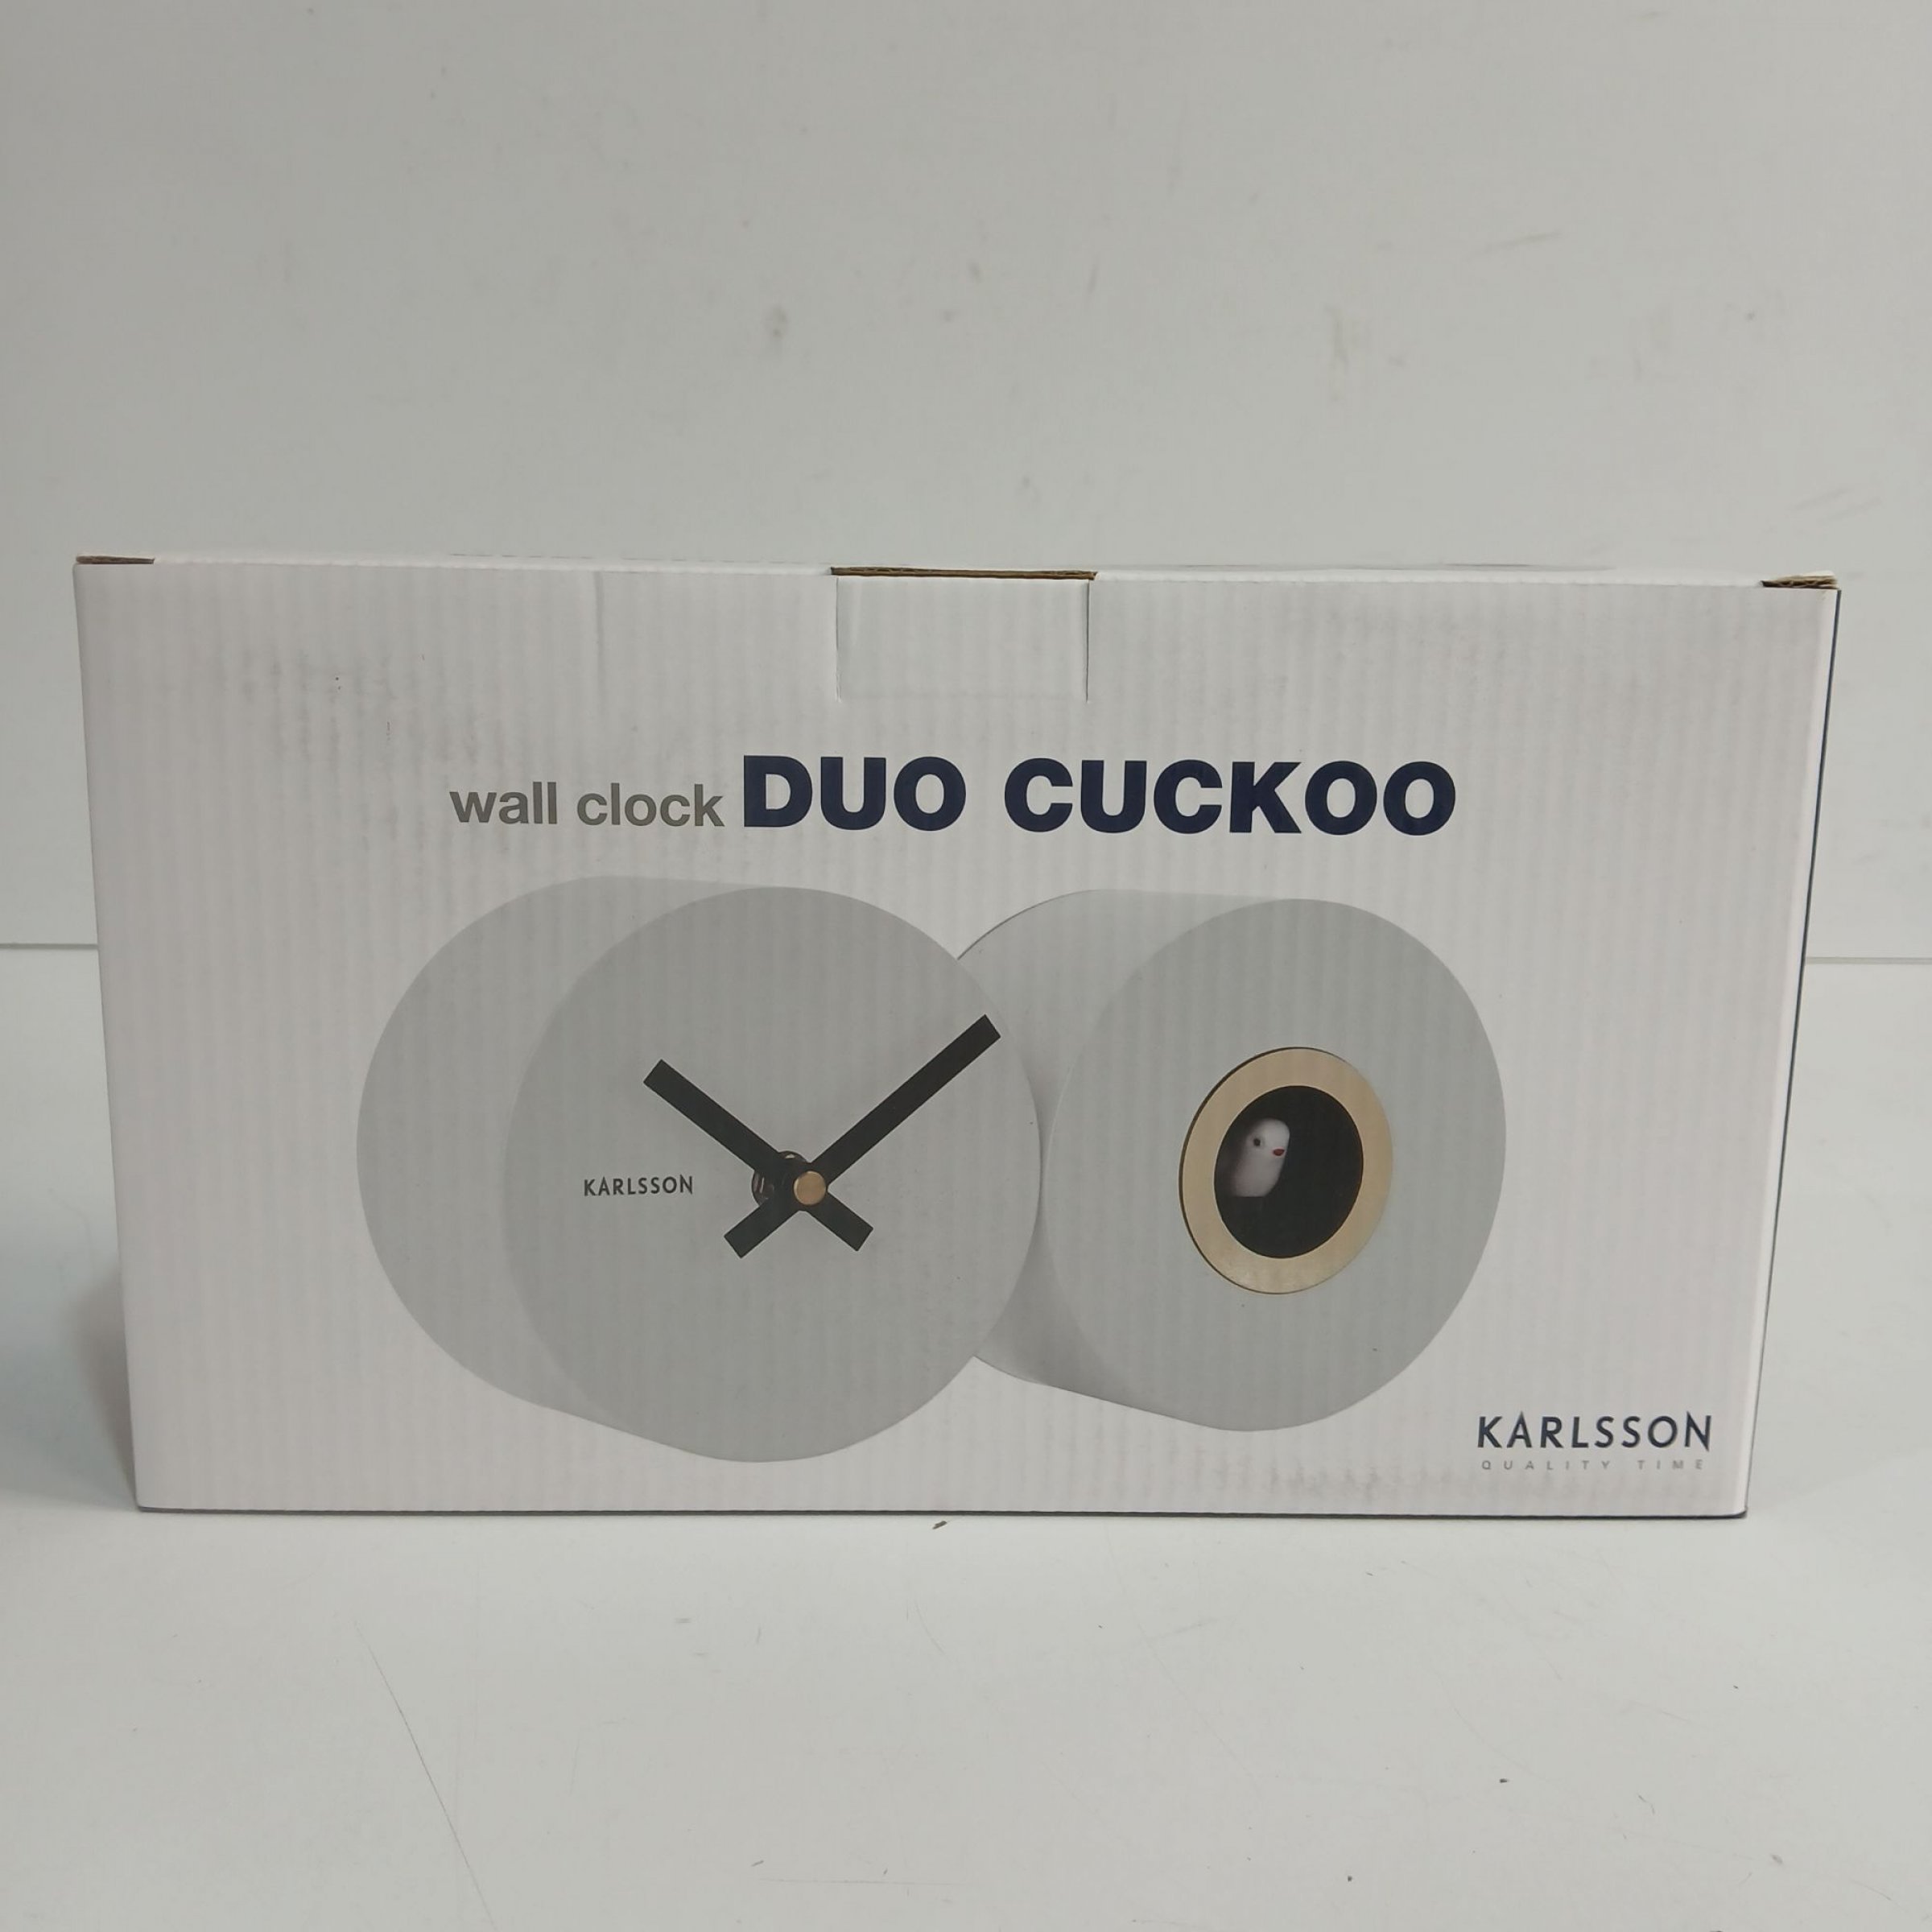 wall clock DUO CUCKOO
KARLSSON
KARLSSON
QUALITY TIME